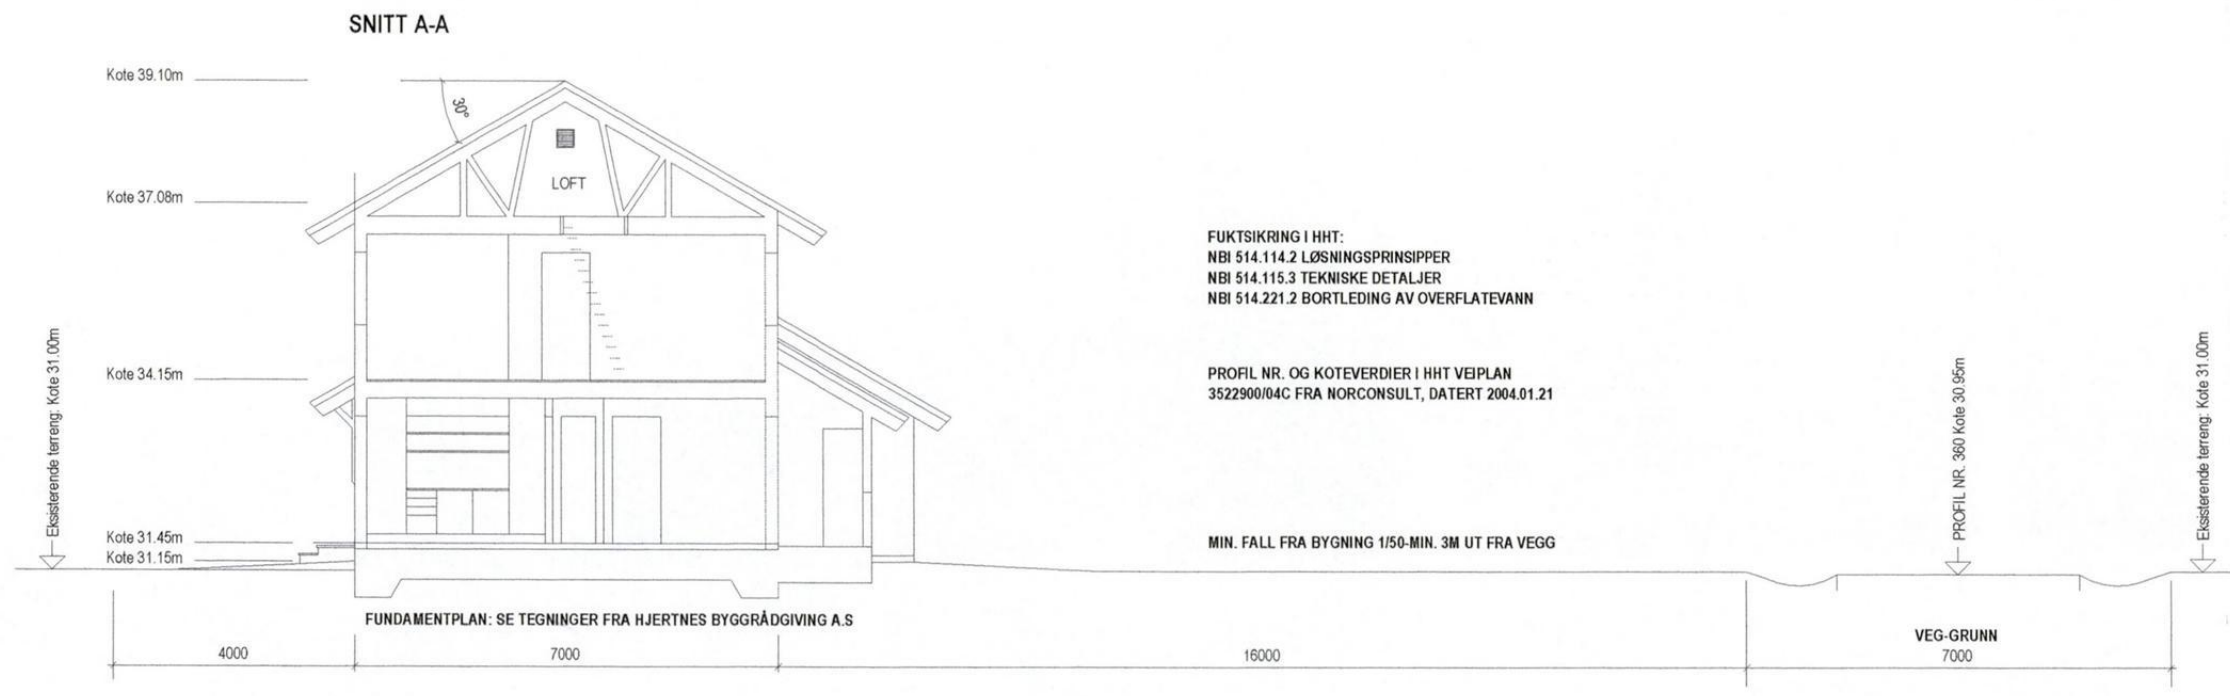 SNITT A-A
Kote 39.10m
30°
Kote 37.08m
LOFT
FUKTSIKRING I HHT:
NBI 514.114.2 LØSNINGSPRINSIPPER
NBI 514.115.3 TEKNISKE DETALJER
NBI 514.221.2 BORTLEDING AV OVERFLATEVANN
Kote 34.15m
PROFIL NR. OG KOTEVERDIER I HHT VEIPLAN
3522900/04C FRA NORCONSULT, DATERT 2004.01.21
Eksisterende terreng: Kote 31.00m
PROFIL NR. 360 Kote 30.95m
Eksisterende terreng: Kote 31.00m
Kote 31.45m
Kote 31.15m
MIN. FALL FRA BYGNING 1/50-MIN. 3M UT FRA VEGG
FUNDAMENTPLAN: SE TEGNINGER FRA HJERTNES BYGGRÅDGIVING A.S
VEG-GRUNN
4000
7000
16000
7000